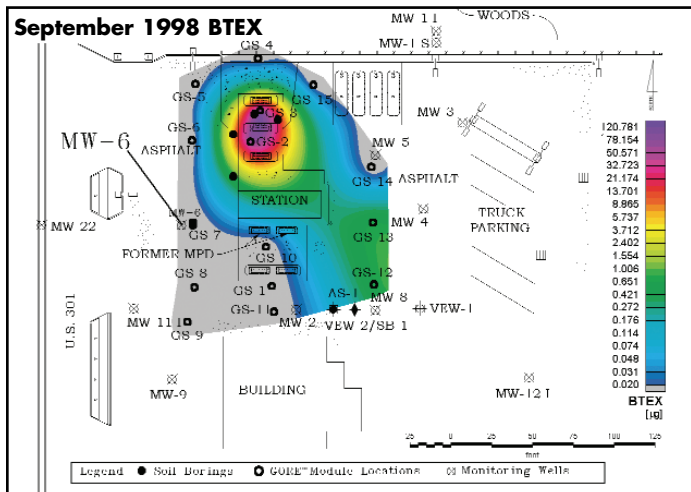 September 1998 BTEX
MW 11
WOODS
MW-1 S
GS 4
GS-5
GS 15
GS 3
MW 3
GS-6
GS-2
MW-6
ASPHALT
MW 5
GS 14 ASPHALT
STATION
MW-6
MW 22
GS 7
MW 4
TRUCK
PARKING
GS 13
FORMER MPD
GS 10
GS 8
GS 1
GS-12
AS-1
MW 8
U.S. 301
MW 11 I
GS 9
GS-11
MW 2
VEW 2/SB 1
VEW-1
MW-9
BUILDING
MW-12 I
120.781
78.154
50.571
32.723
21.174
13.701
8.865
5.737
3.712
2.402
1.554
1.006
0.651
0.421
0.272
0.176
0.114
0.074
0.048
0.031
0.020
BTEX
[µg]
25 0 25 50 75 100 125
feet
Legend Soil Borings GORE™ Module Locations Monitoring Wells